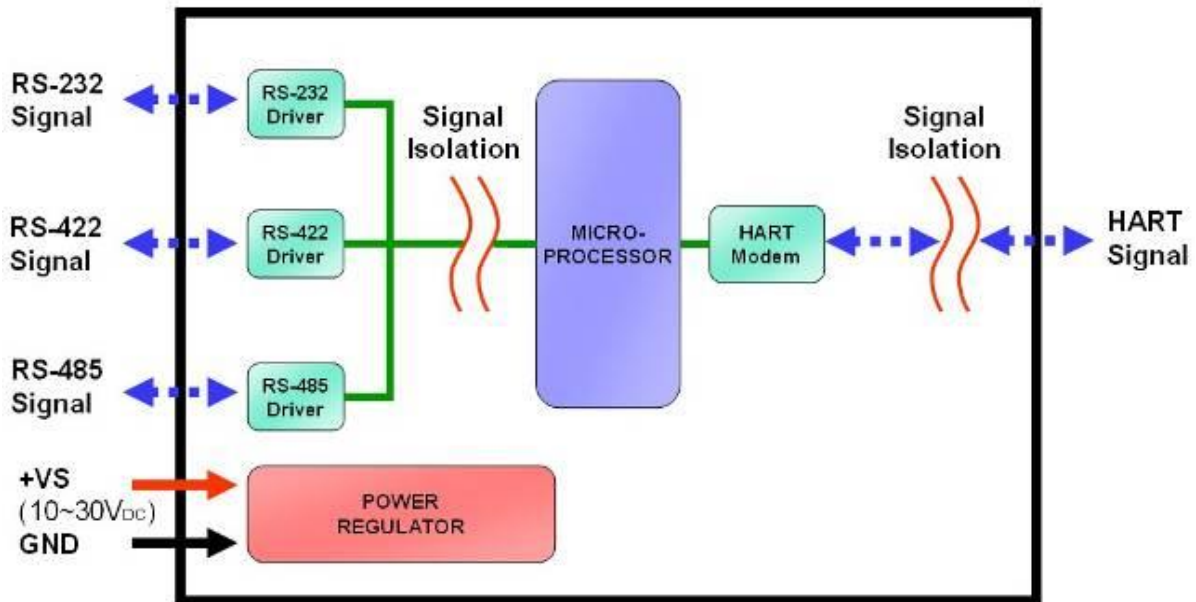 RS-232
Signal
RS-232
Driver
Signal
Isolation
Signal
Isolation
RS-422
Signal
RS-422
Driver
MICRO-
PROCESSOR
HART
Modem
HART
Signal
RS-485
Signal
RS-485
Driver
+VS
(10~30VDC)
GND
POWER
REGULATOR